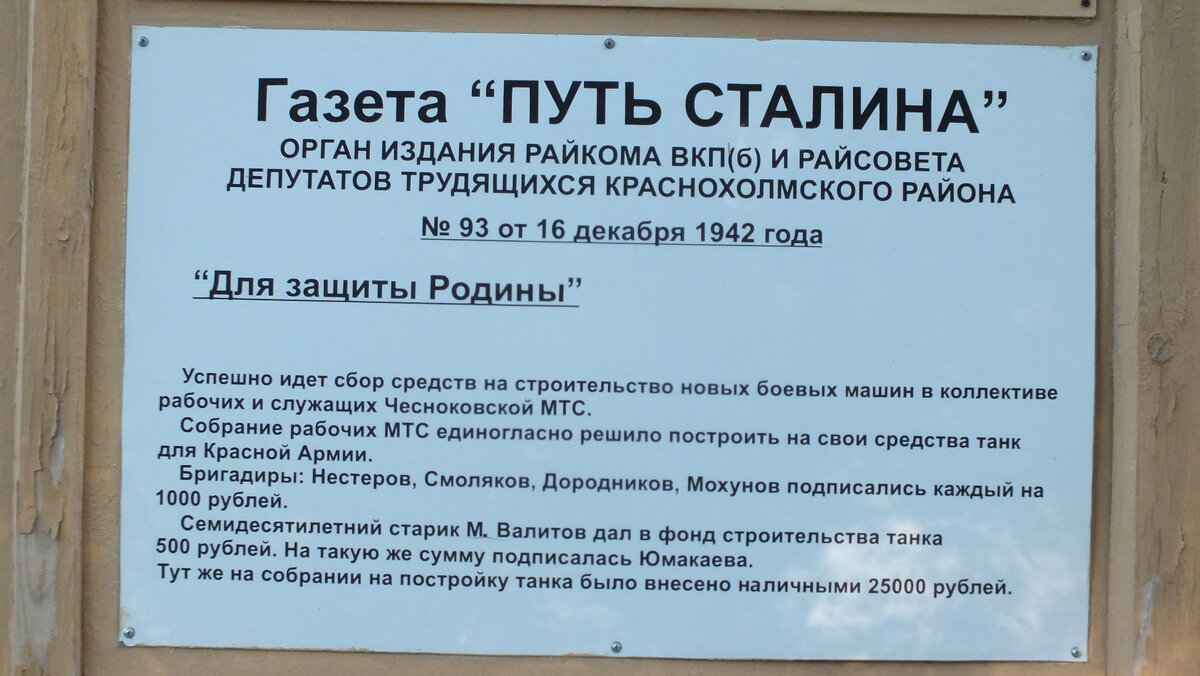 Газета “ПУТЬ СТАЛИНА”
ОРГАН ИЗДАНИЯ РАЙКОМА ВКП(б) И РАЙСОВЕТА
ДЕПУТАТОВ ТРУДЯЩИХСЯ КРАСНОХОЛМСКОГО РАЙОНА
№ 93 от 16 декабря 1942 года
“Для защиты Родины”
Успешно идет сбор средств на строительство новых боевых машин в коллективе
рабочих и служащих Чесноковской МТС.
Собрание рабочих МТС единогласно решило построить на свои средства танк
для Красной Армии.
Бригадиры: Нестеров, Смоляков, Дородников, Мохунов подписались каждый на
1000 рублей.
Семидесятилетний старик М. Валитов дал в фонд строительства танка
500 рублей. На такую же сумму подписалась Юмакаева.
Тут же на собрании на постройку танка было внесено наличными 25000 рублей.